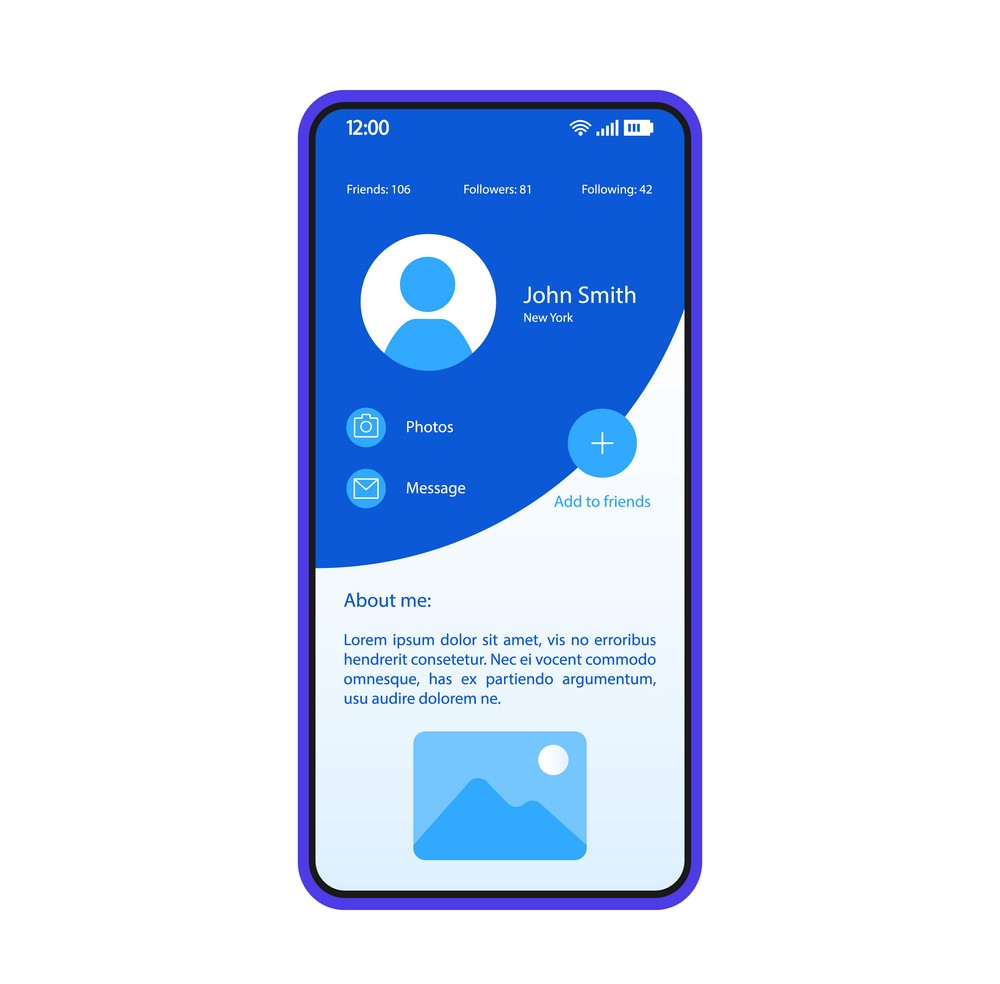 12:00
Friends: 106 Followers: 81 Following: 42
John Smith
New York
Photos
Message
Add to friends
About me:
Lorem ipsum dolor sit amet, vis no erroribus
hendrerit consetetur. Nec ei vocent commodo
omnesque, has ex partiendo argumentum,
usu audire dolorem ne.